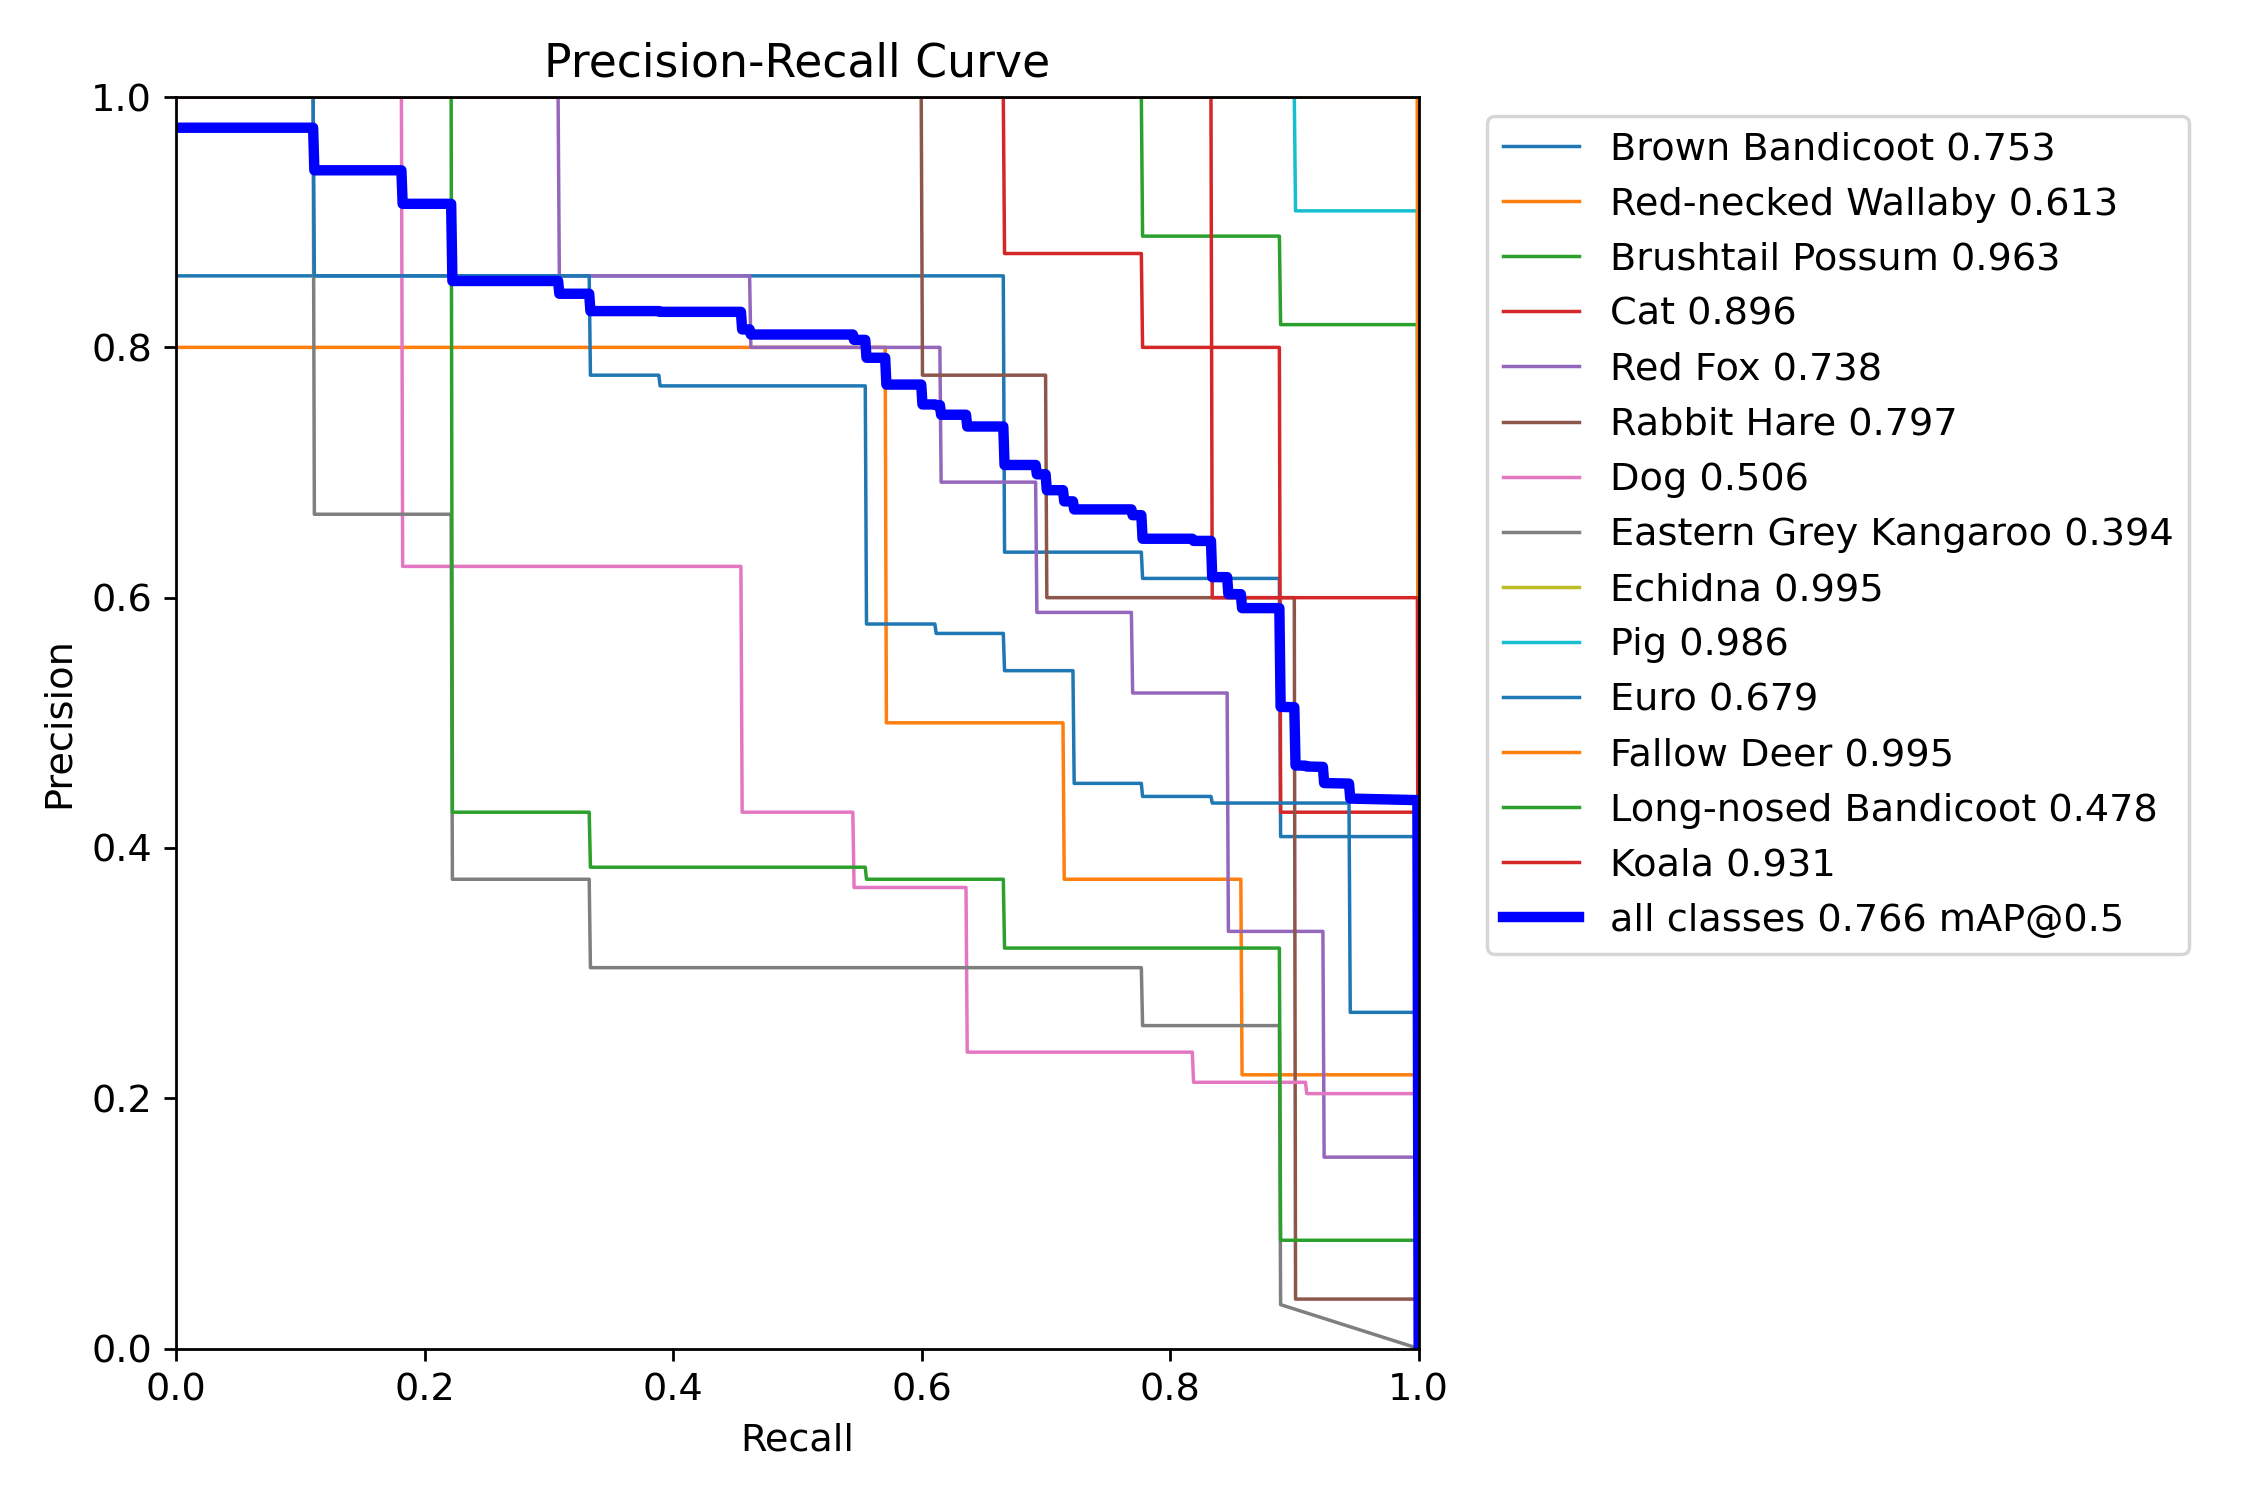 Precision-Recall Curve
1.0
0.8
0.6
0.4
0.2
0.0
Precision
0.0 0.2 0.4 0.6 0.8 1.0
Recall
Brown Bandicoot 0.753
Red-necked Wallaby 0.613
Brushtail Possum 0.963
Cat 0.896
Red Fox 0.738
Rabbit Hare 0.797
Dog 0.506
Eastern Grey Kangaroo 0.394
Echidna 0.995
Pig 0.986
Euro 0.679
Fallow Deer 0.995
Long-nosed Bandicoot 0.478
Koala 0.931
all classes 0.766 mAP@0.5